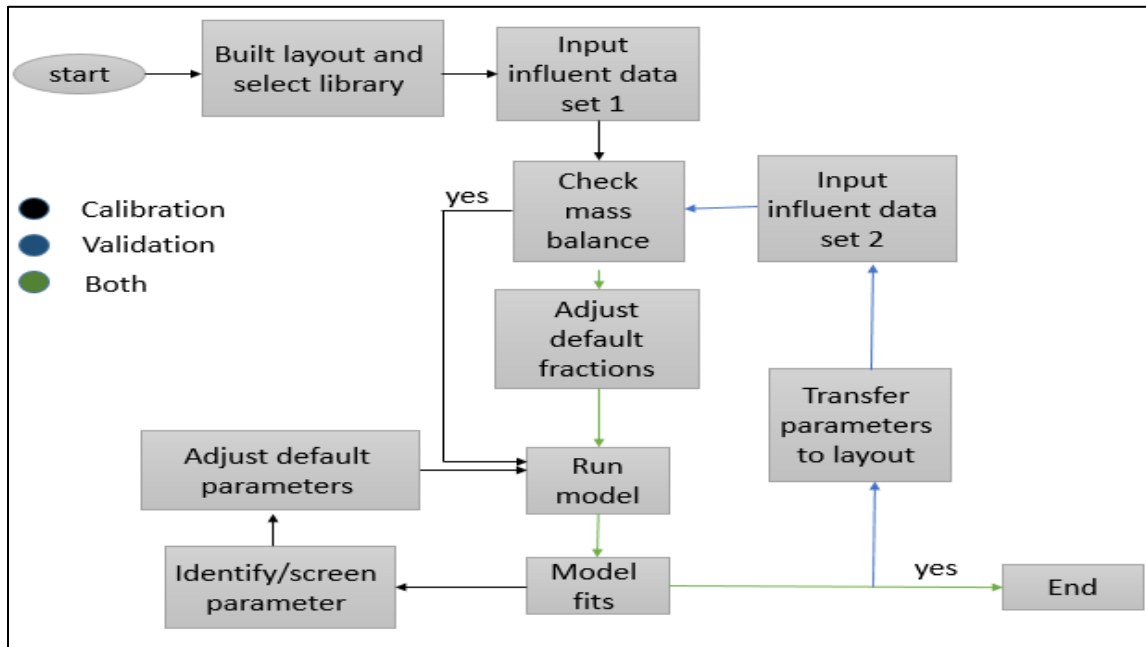 start
Built layout and
select library
Input
influent data
set 1
Check
mass
balance
yes
Input
influent data
set 2
Calibration
Validation
Both
Adjust
default
fractions
Transfer
parameters
to layout
Adjust default
parameters
Run
model
Identify/screen
parameter
Model
fits
yes
End